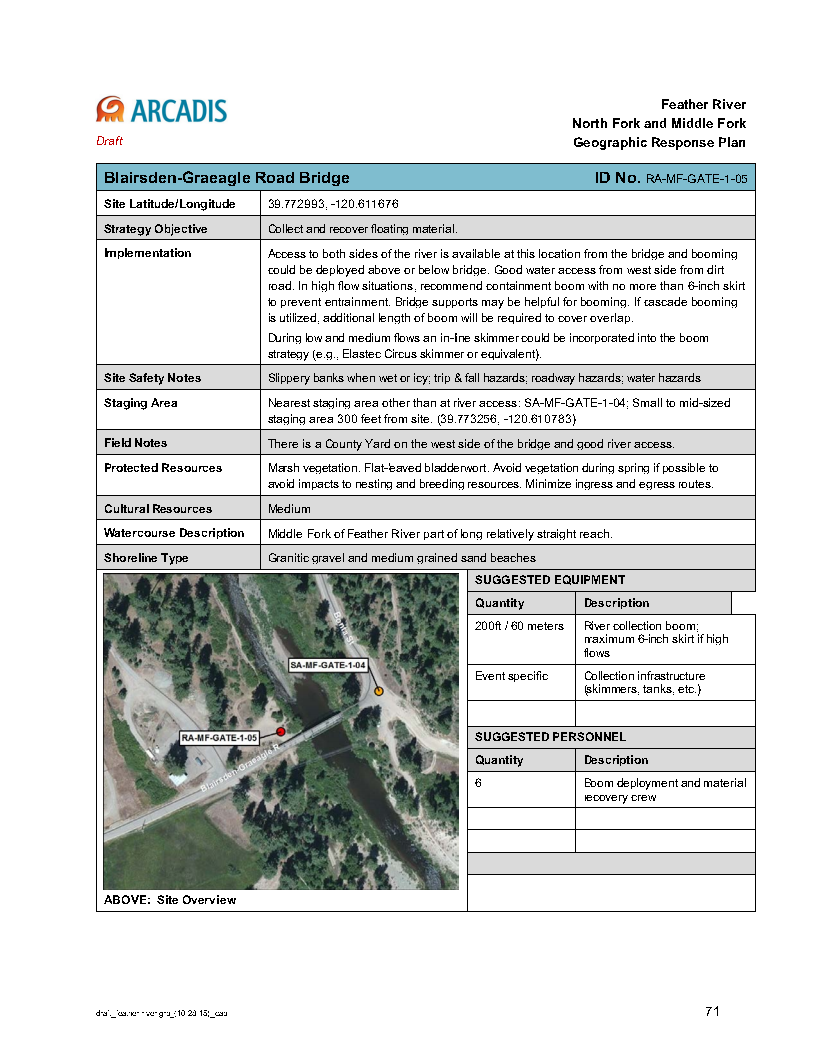 ARCADIS
Draft
Feather River
North Fork and Middle Fork
Geographic Response Plan
Blairsden-Graeagle Road Bridge ID No. RA-MF-GATE-1-05
Site Latitude/Longitude 39.772993, -120.611676
Strategy Objective Collect and recover floating material.
Implementation Access to both sides of the river is available at this location from the bridge and booming
could be deployed above or below bridge. Good water access from west side from dirt
road. In high flow situations, recommend containment boom with no more than 6-inch skirt
to prevent entrainment. Bridge supports may be helpful for booming. If cascade booming
is utilized, additional length of boom will be required to cover overlap.
During low and medium flows an in-line skimmer could be incorporated into the boom
strategy (e.g., Elastec Circus skimmer or equivalent).
Site Safety Notes Slippery banks when wet or icy; trip & fall hazards; roadway hazards; water hazards
Staging Area Nearest staging area other than at river access: SA-MF-GATE-1-04; Small to mid-sized
staging area 300 feet from site. (39.773256, -120.610783)
Field Notes There is a County Yard on the west side of the bridge and good river access.
Protected Resources Marsh vegetation. Flat-leaved bladderwort. Avoid vegetation during spring if possible to
avoid impacts to nesting and breeding resources. Minimize ingress and egress routes.
Cultural Resources Medium
Watercourse Description Middle Fork of Feather River part of long relatively straight reach.
Shoreline Type Granitic gravel and medium grained sand beaches
Bonta St
SA-MF-GATE-1-04
RA-MF-GATE-1-05
Blairsden-Graeagle R
ABOVE: Site Overview
SUGGESTED EQUIPMENT
Quantity Description
200ft / 60 meters River collection boom;
maximum 6-inch skirt if high
flows
Event specific Collection infrastructure
(skimmers, tanks, etc.)
SUGGESTED PERSONNEL
Quantity Description
6 Boom deployment and material
recovery crew
71